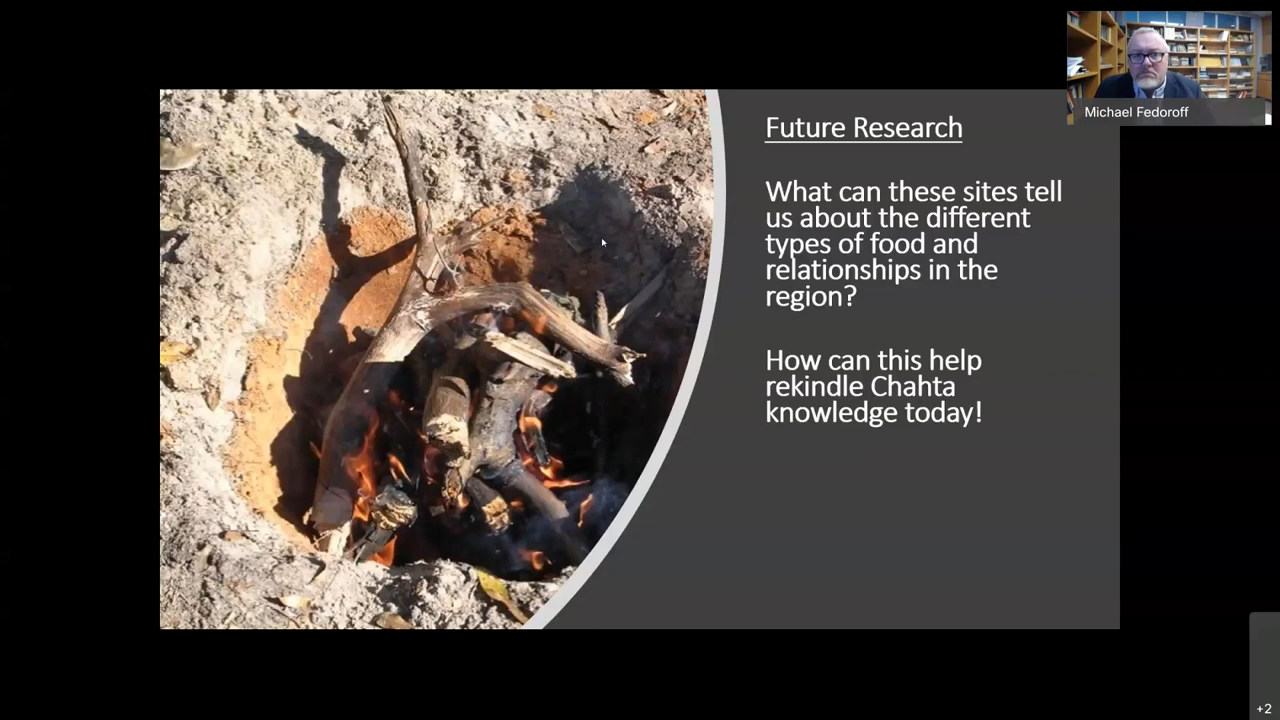 Michael Fedoroff
Future Research
What can these sites tell
us about the different
types of food and
relationships in the
region?
How can this help
rekindle Chahta
knowledge today!
+2